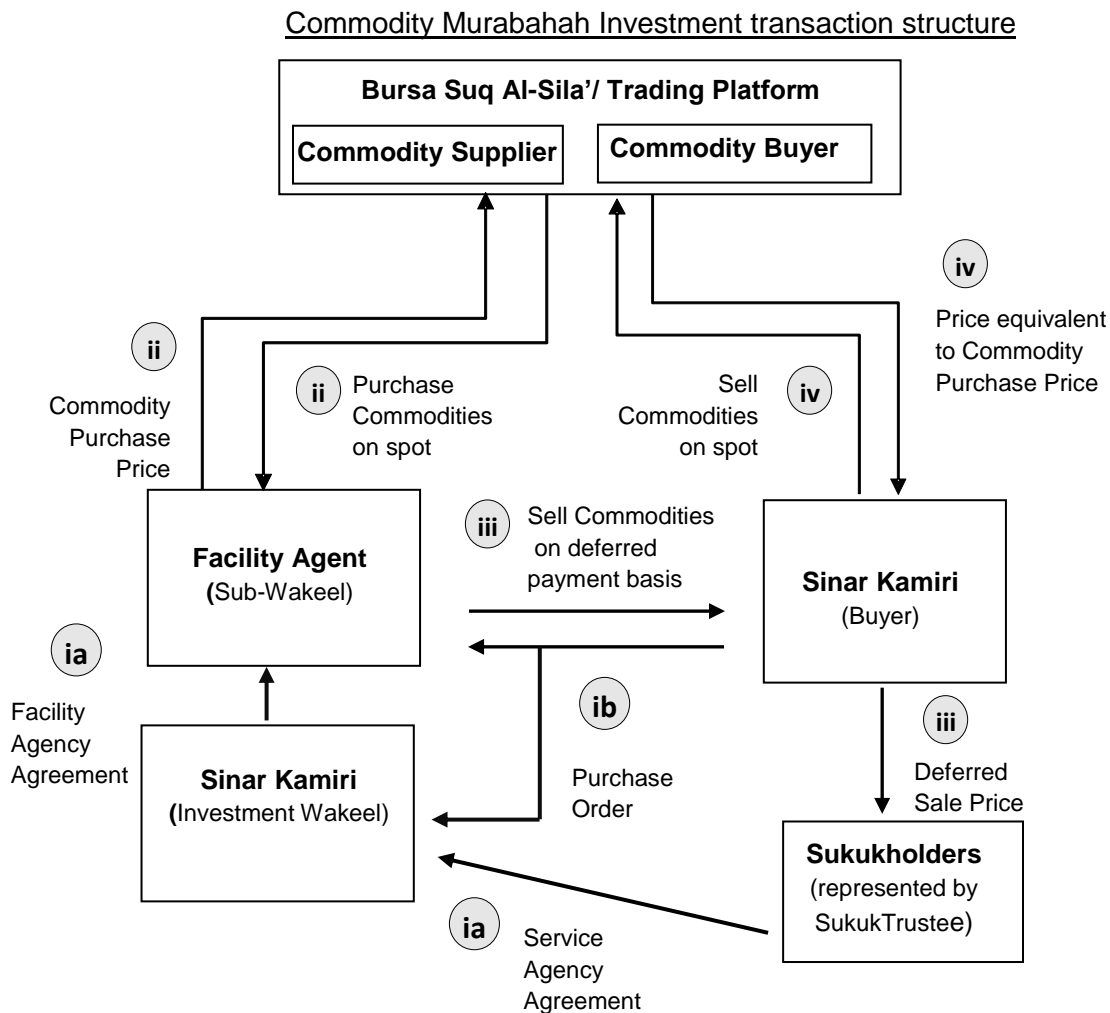 Commodity Murabahah Investment transaction structure
Bursa Suq Al-Sila’/ Trading Platform
Commodity Supplier
Commodity Buyer
ii
Commodity
Purchase
Price
ii
Purchase
Commodities
on spot
Sell
Commodities
on spot
iv
iv
Price equivalent
to Commodity
Purchase Price
Facility Agent
(Sub-Wakeel)
iii
Sell Commodities
on deferred
payment basis
Sinar Kamiri
(Buyer)
ia
Facility
Agency
Agreement
Sinar Kamiri
(Investment Wakeel)
ib
Purchase
Order
iii
Deferred
Sale Price
Sukukholders
(represented by
SukukTrustee)
ia
Service
Agency
Agreement